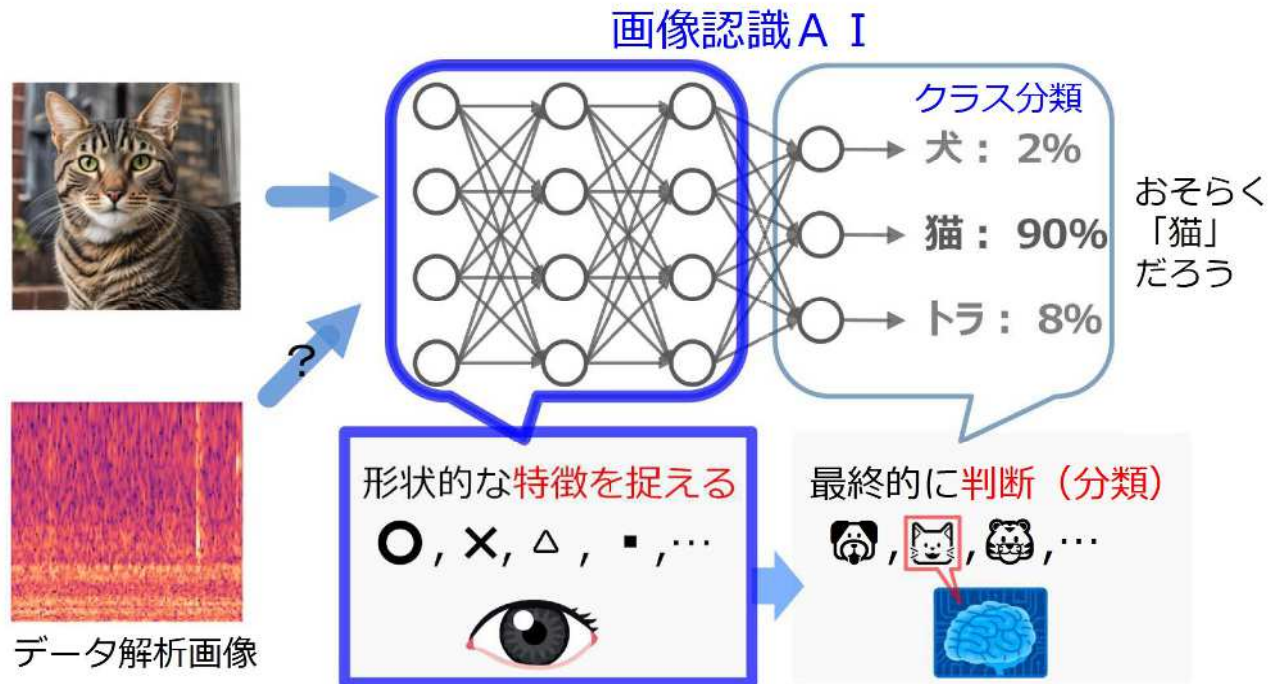 画像認識ＡＩ
クラス分類
犬： 2%
猫： 90%
トラ： 8%
おそらく
「猫」
だろう
?
データ解析画像
形状的な特徴を捉える
○, ×, △, ▪,…
最終的に判断（分類）
, , ,…